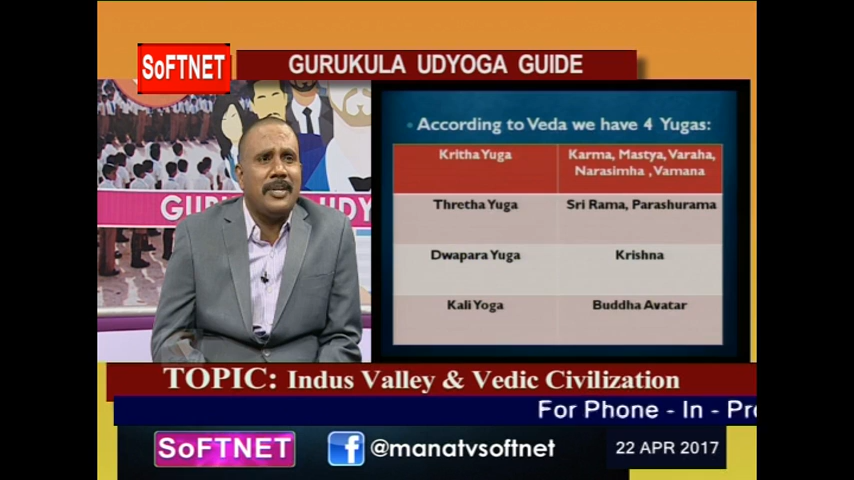 SoFTNET
GURUKULA UDYOGA GUIDE
According to Veda we have 4 Yugas:
Kritha Yuga
Karma, Mastya, Varaha,
Narasimha , Vamana
Thretha Yuga
Sri Rama, Parashurama
Dwapara Yuga
Krishna
Kali Yoga
Buddha Avatar
GU
UDY
TOPIC: Indus Valley & Vedic Civilization
For Phone - In - Pro
SoFTNET
f @manatvsoftnet
22 APR 2017